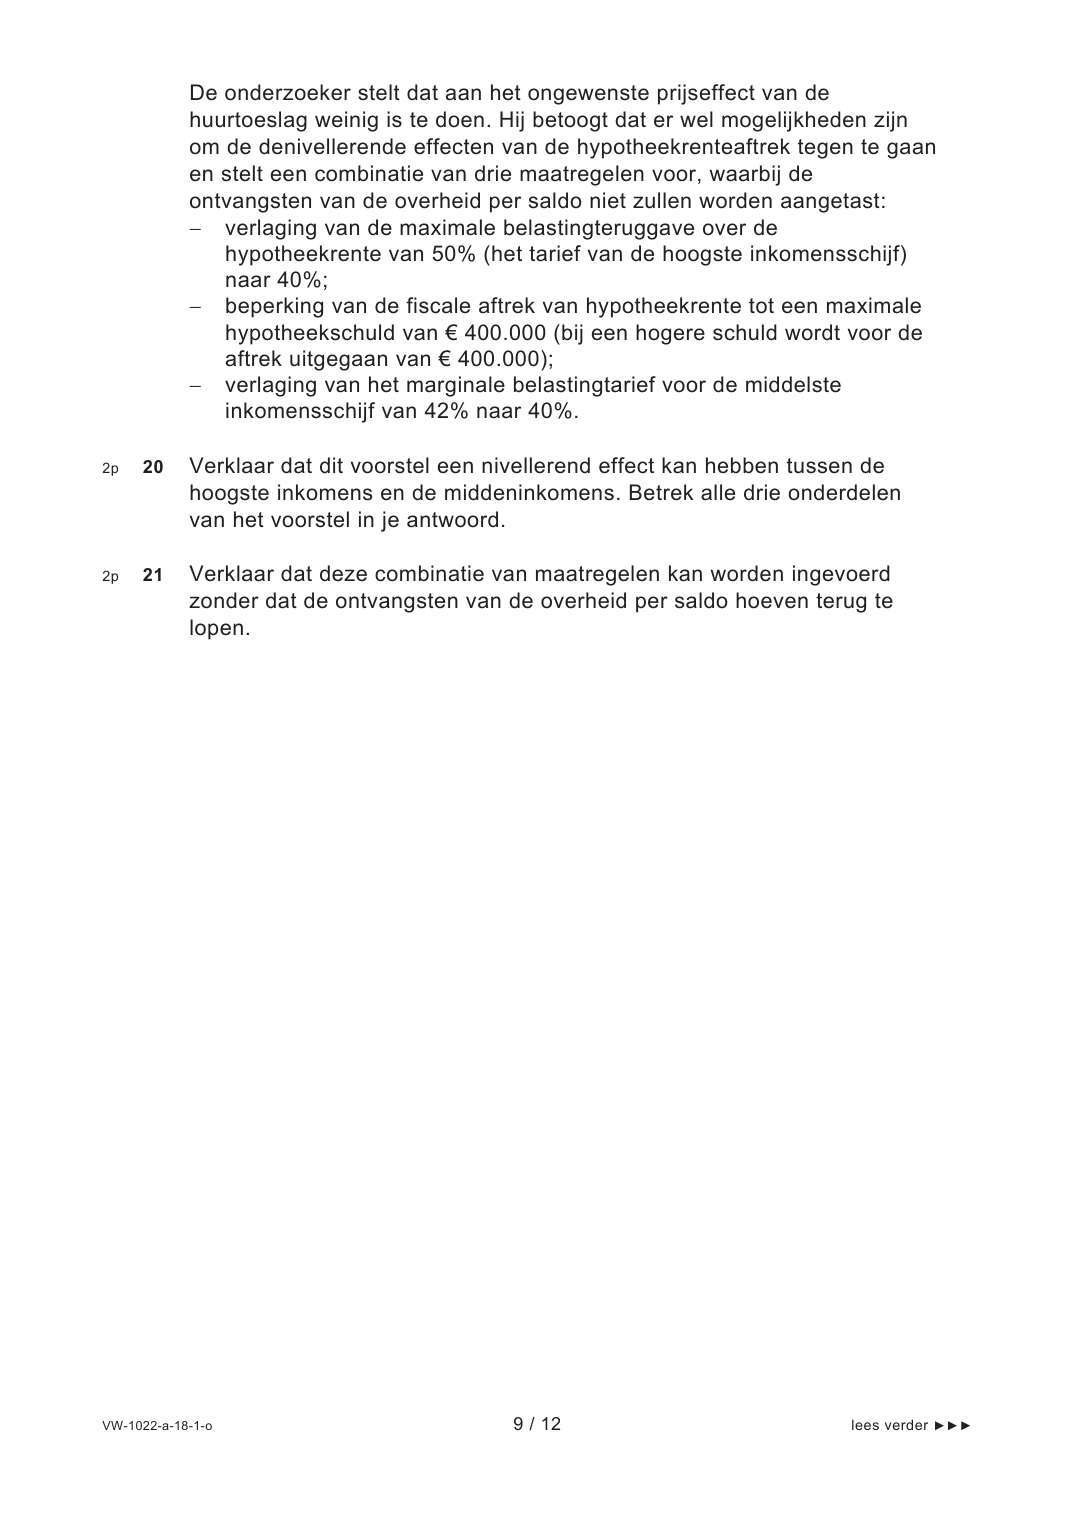 De onderzoeker stelt dat aan het ongewenste prijseffect van de
huurtoeslag weinig is te doen. Hij betoogt dat er wel mogelijkheden zijn
om de denivellerende effecten van de hypotheekrenteaftrek tegen te gaan
en stelt een combinatie van drie maatregelen voor, waarbij de
ontvangsten van de overheid per saldo niet zullen worden aangetast:
– verlaging van de maximale belastingteruggave over de
hypotheekrente van 50% (het tarief van de hoogste inkomensschijf)
naar 40%;
– beperking van de fiscale aftrek van hypotheekrente tot een maximale
hypotheekschuld van € 400.000 (bij een hogere schuld wordt voor de
aftrek uitgegaan van € 400.000);
– verlaging van het marginale belastingtarief voor de middelste
inkomensschijf van 42% naar 40%.
2p 20 Verklaar dat dit voorstel een nivellerend effect kan hebben tussen de
hoogste inkomens en de middeninkomens. Betrek alle drie onderdelen
van het voorstel in je antwoord.
2p 21 Verklaar dat deze combinatie van maatregelen kan worden ingevoerd
zonder dat de ontvangsten van de overheid per saldo hoeven terug te
lopen.
VW-1022-a-18-1-o 9 / 12 lees verder ►►►